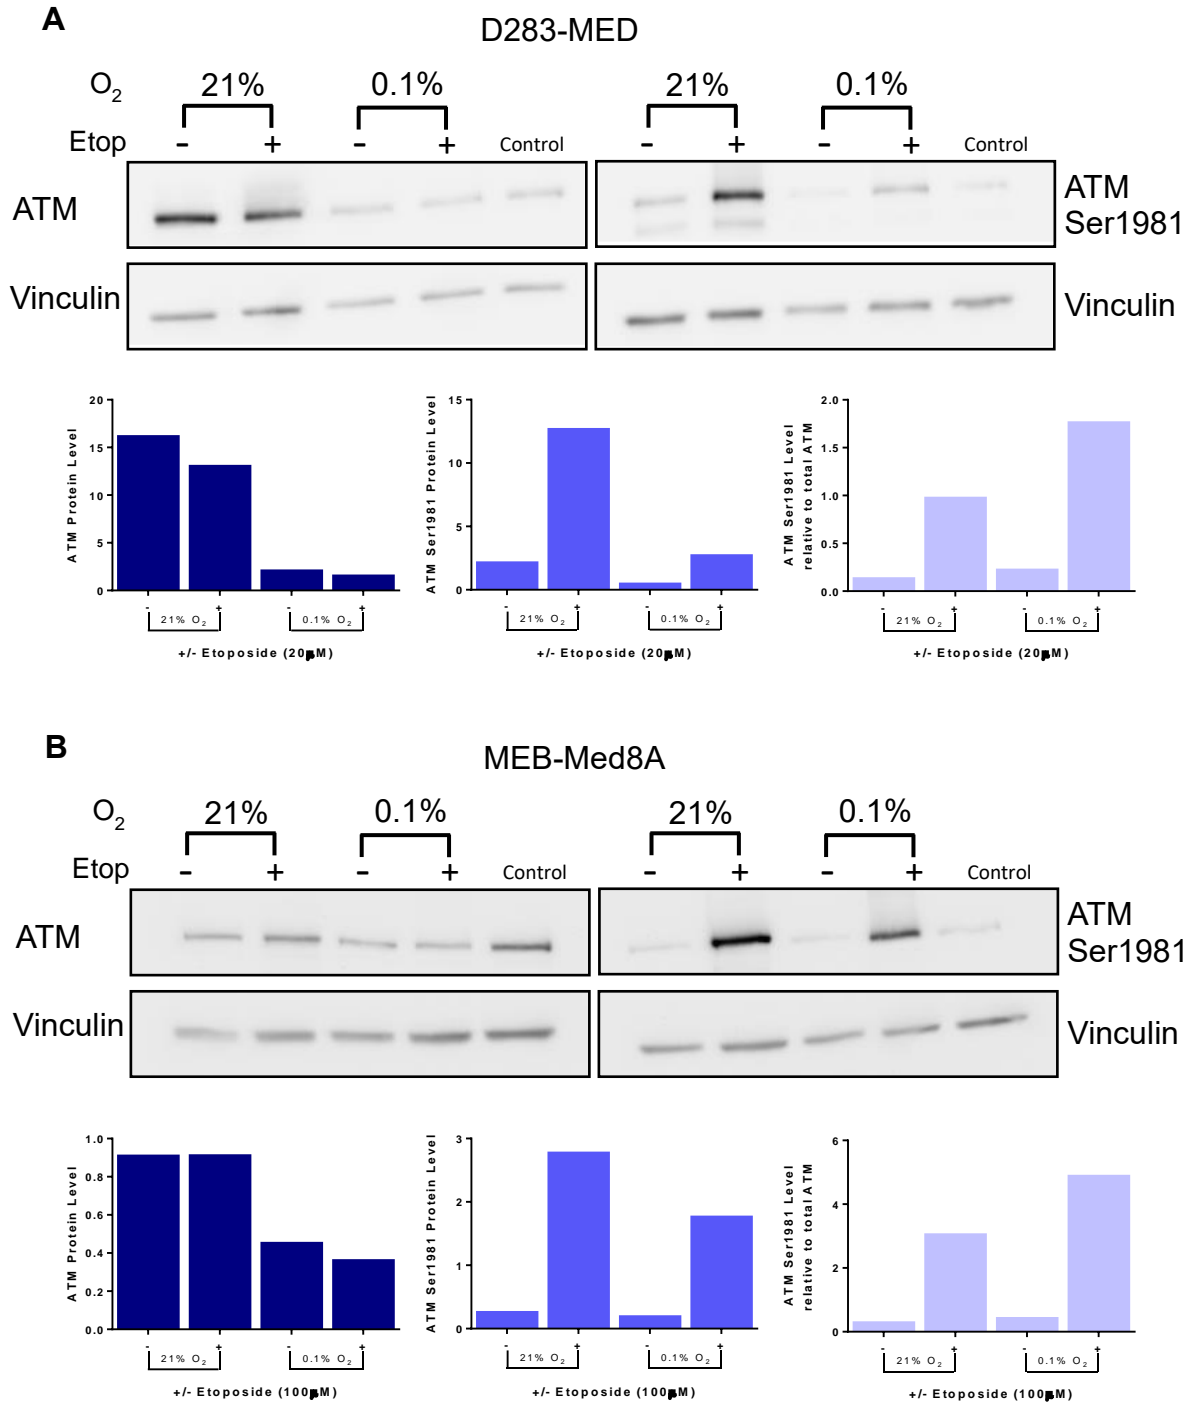 A
D283-MED
O2 21% 0.1% 21% 0.1%
Etop - + - + Control - + - + Control
ATM
ATM
Ser1981
Vinculin
Vinculin
ATM Protein Level
20
15
10
5
0
- + - +
21% O2 0.1% O2
+/- Etoposide (20µM)
ATM Ser1981 Protein Level
15
10
5
0
- + - +
21% O2 0.1% O2
+/- Etoposide (20µM)
ATM Ser1981 Level
relative to total ATM
2.0
1.5
1.0
0.5
0.0
- + - +
21% O2 0.1% O2
+/- Etoposide (20µM)
B
MEB-Med8A
O2 21% 0.1% 21% 0.1%
Etop - + - + Control - + - + Control
ATM
ATM
Ser1981
Vinculin
Vinculin
ATM Protein Level
1.0
0.8
0.6
0.4
0.2
0.0
- + - +
21% O2 0.1% O2
+/- Etoposide (100µM)
ATM Ser1981 Protein Level
3
2
1
0
- + - +
21% O2 0.1% O2
+/- Etoposide (100µM)
ATM Ser1981 Level
relative to total ATM
6
4
2
0
- + - +
21% O2 0.1% O2
+/- Etoposide (100µM)